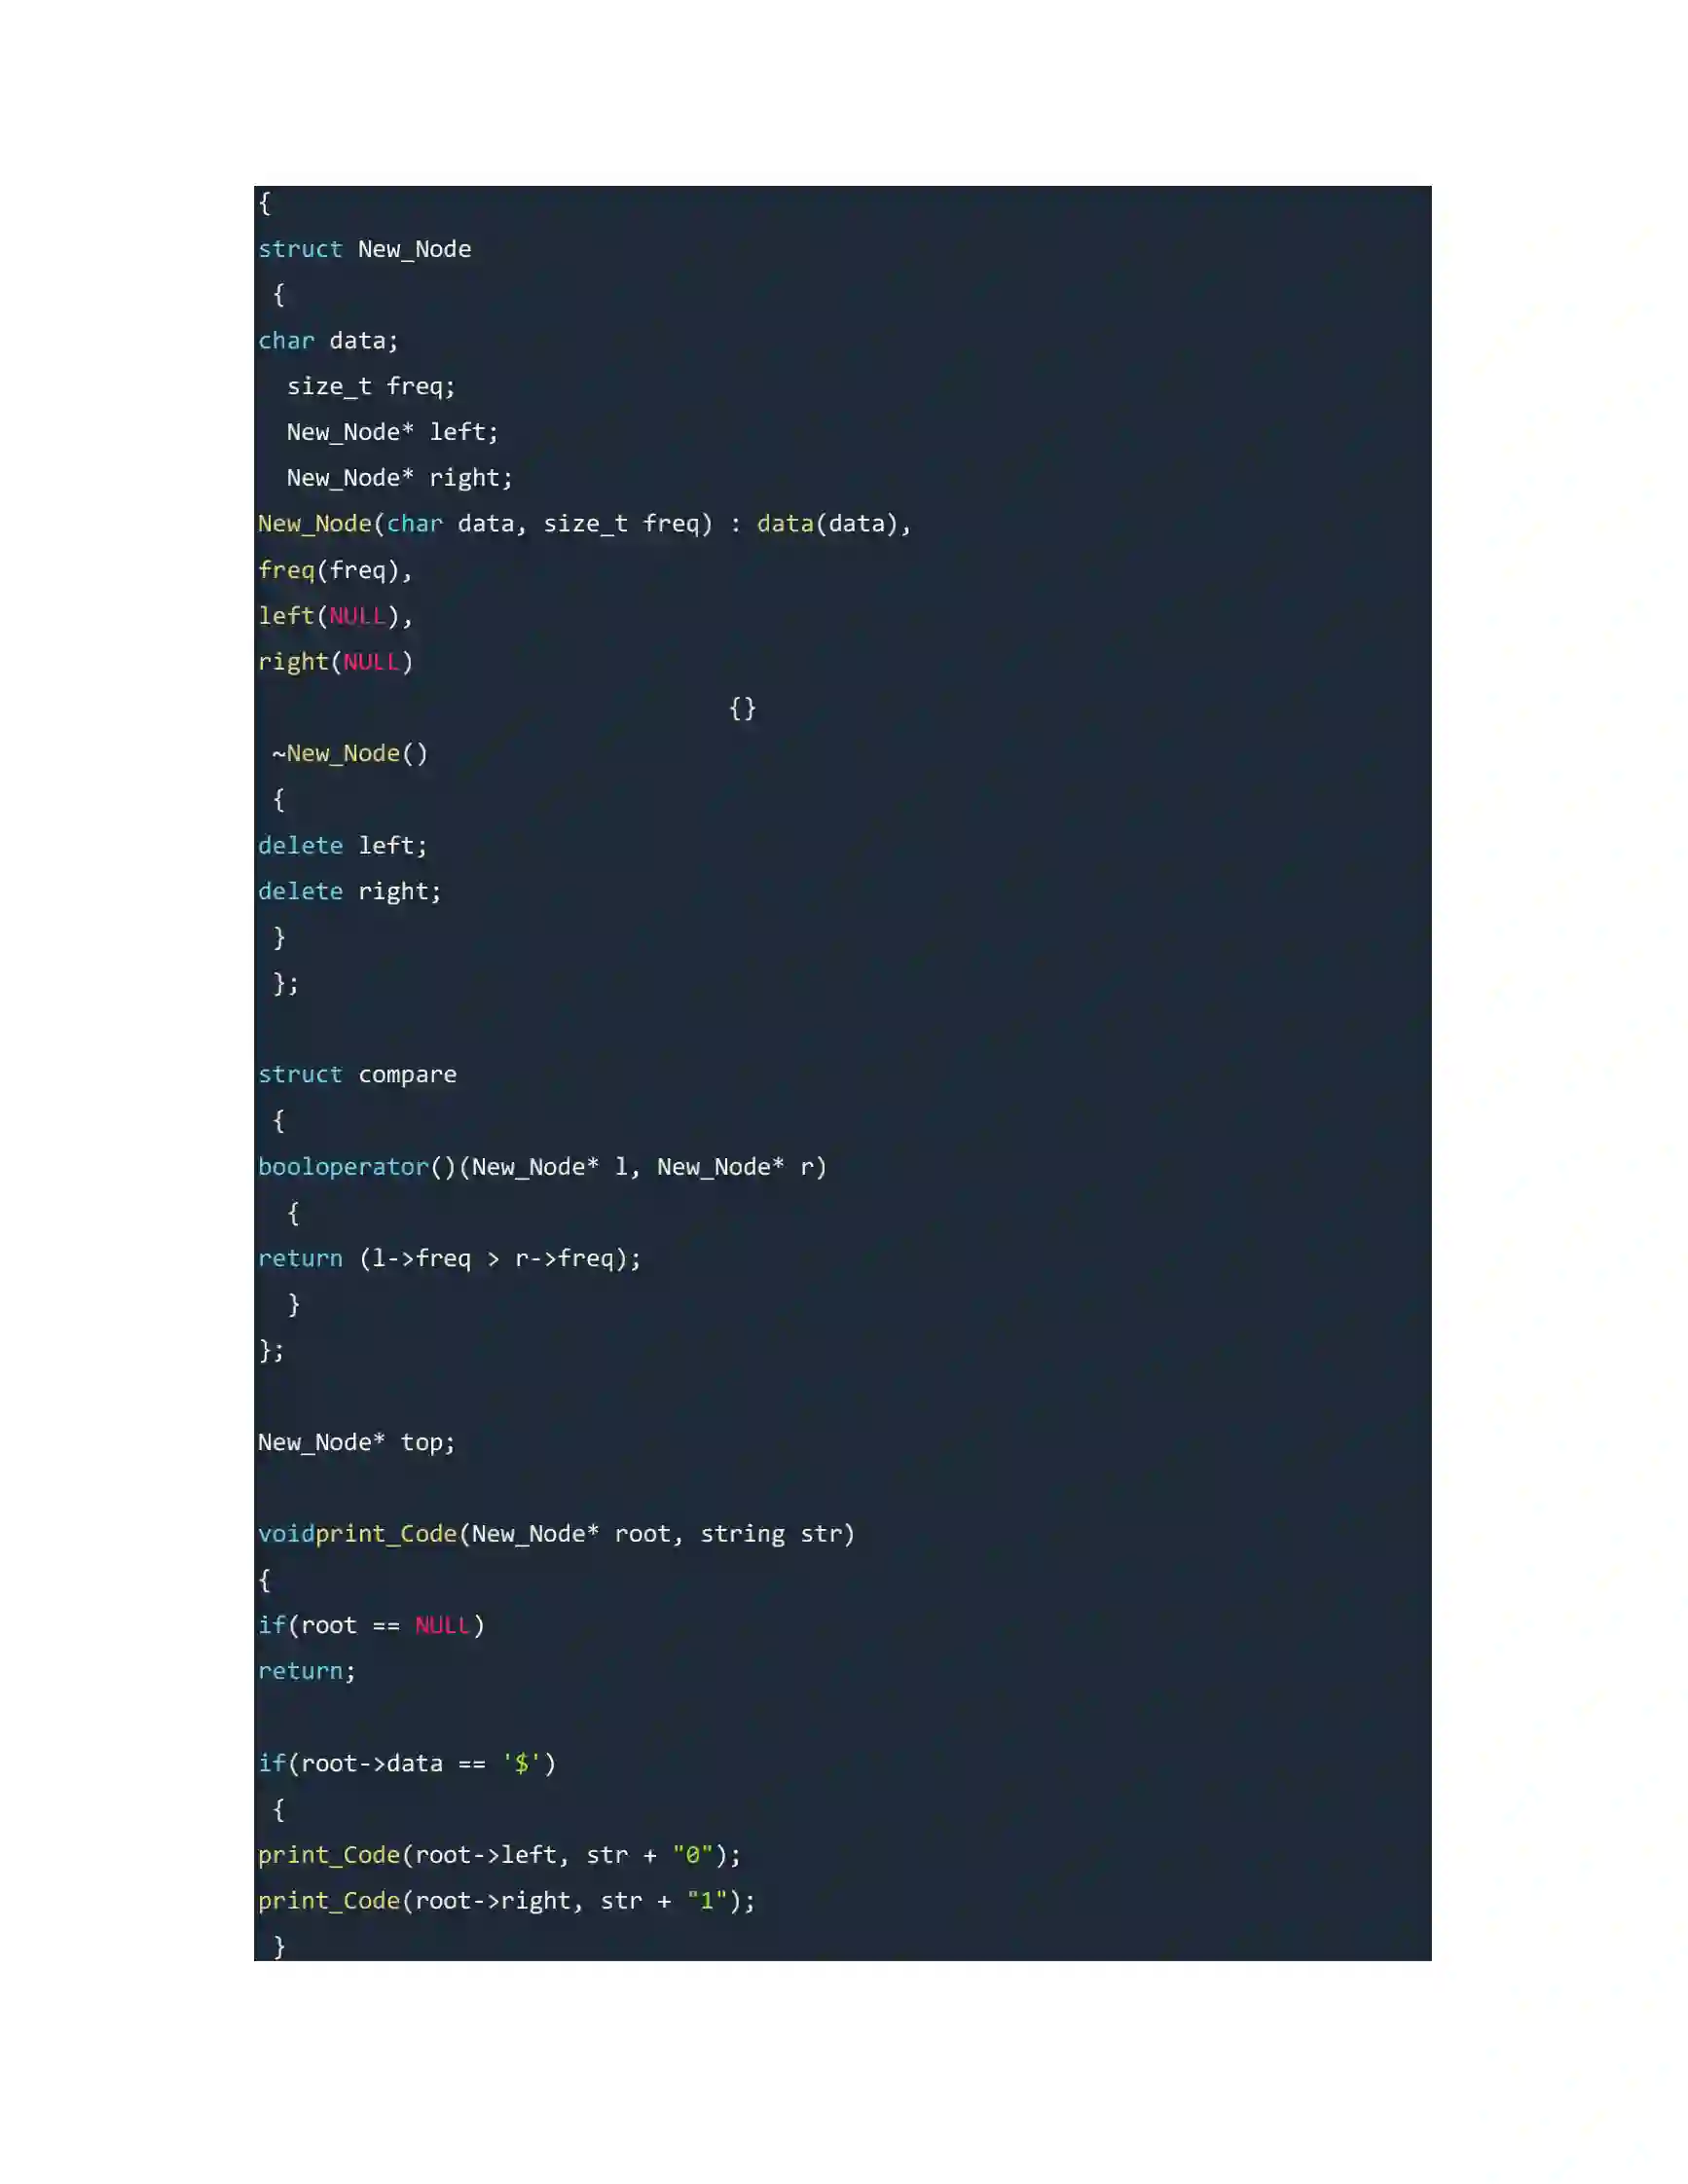 {
struct New_Node
{
char data;
size_t freq;
New_Node* left;
New_Node* right;
New_Node(char data, size_t freq) : data(data),
freq(freq),
left(NULL),
right(NULL)
{}
~New_Node()
{
delete left;
delete right;
}
};
struct compare
{
booloperator()(New_Node* l, New_Node* r)
{
return (l->freq > r->freq);
}
};
New_Node* top;
voidprint_Code(New_Node* root, string str)
{
if(root == NULL)
return;
if(root->data == '$')
{
print_Code(root->left, str + "0");
print_Code(root->right, str + "1");
}